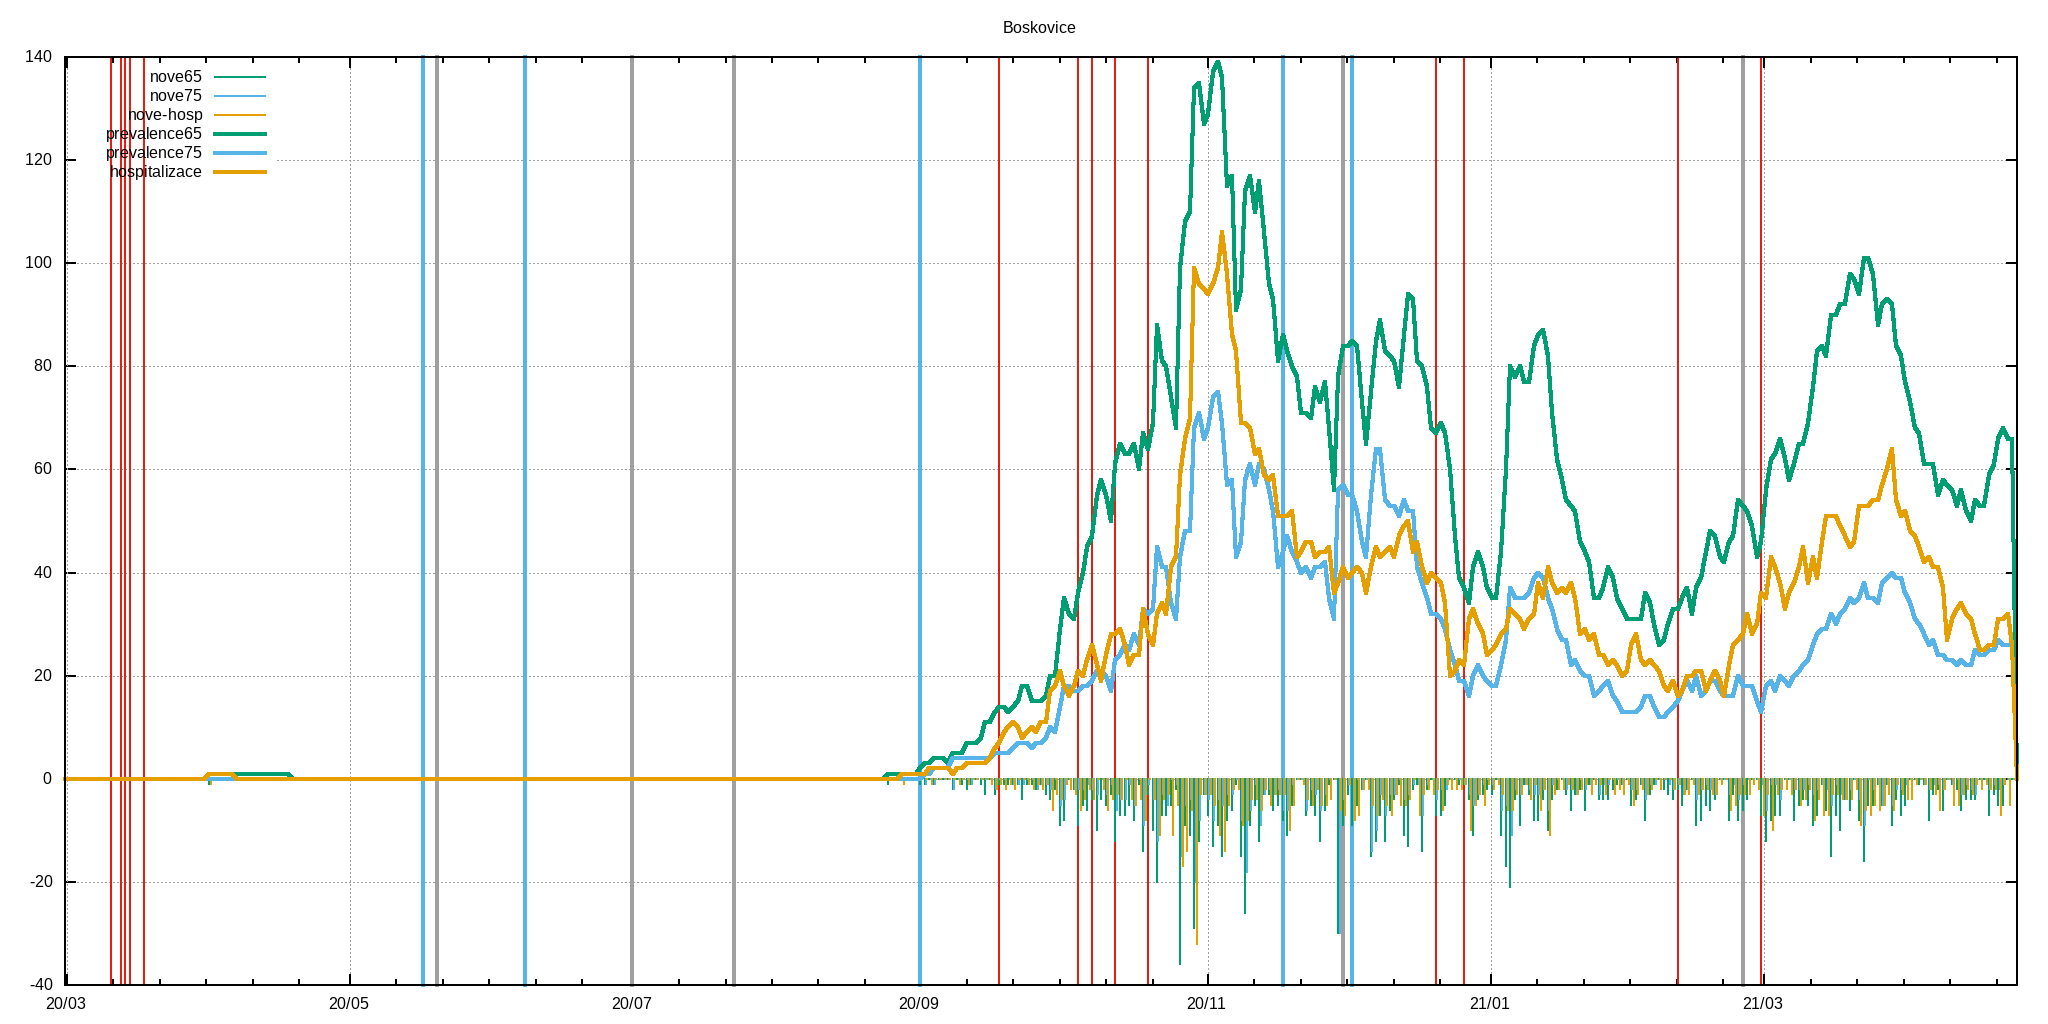 Boskovice
140
120
100
80
60
40
20
0
-20
-40
nove65
nove75
nove-hosp
prevalence65
prevalence75
hospitalizace
20/03 20/05 20/07 20/09 20/11 21/01 21/03